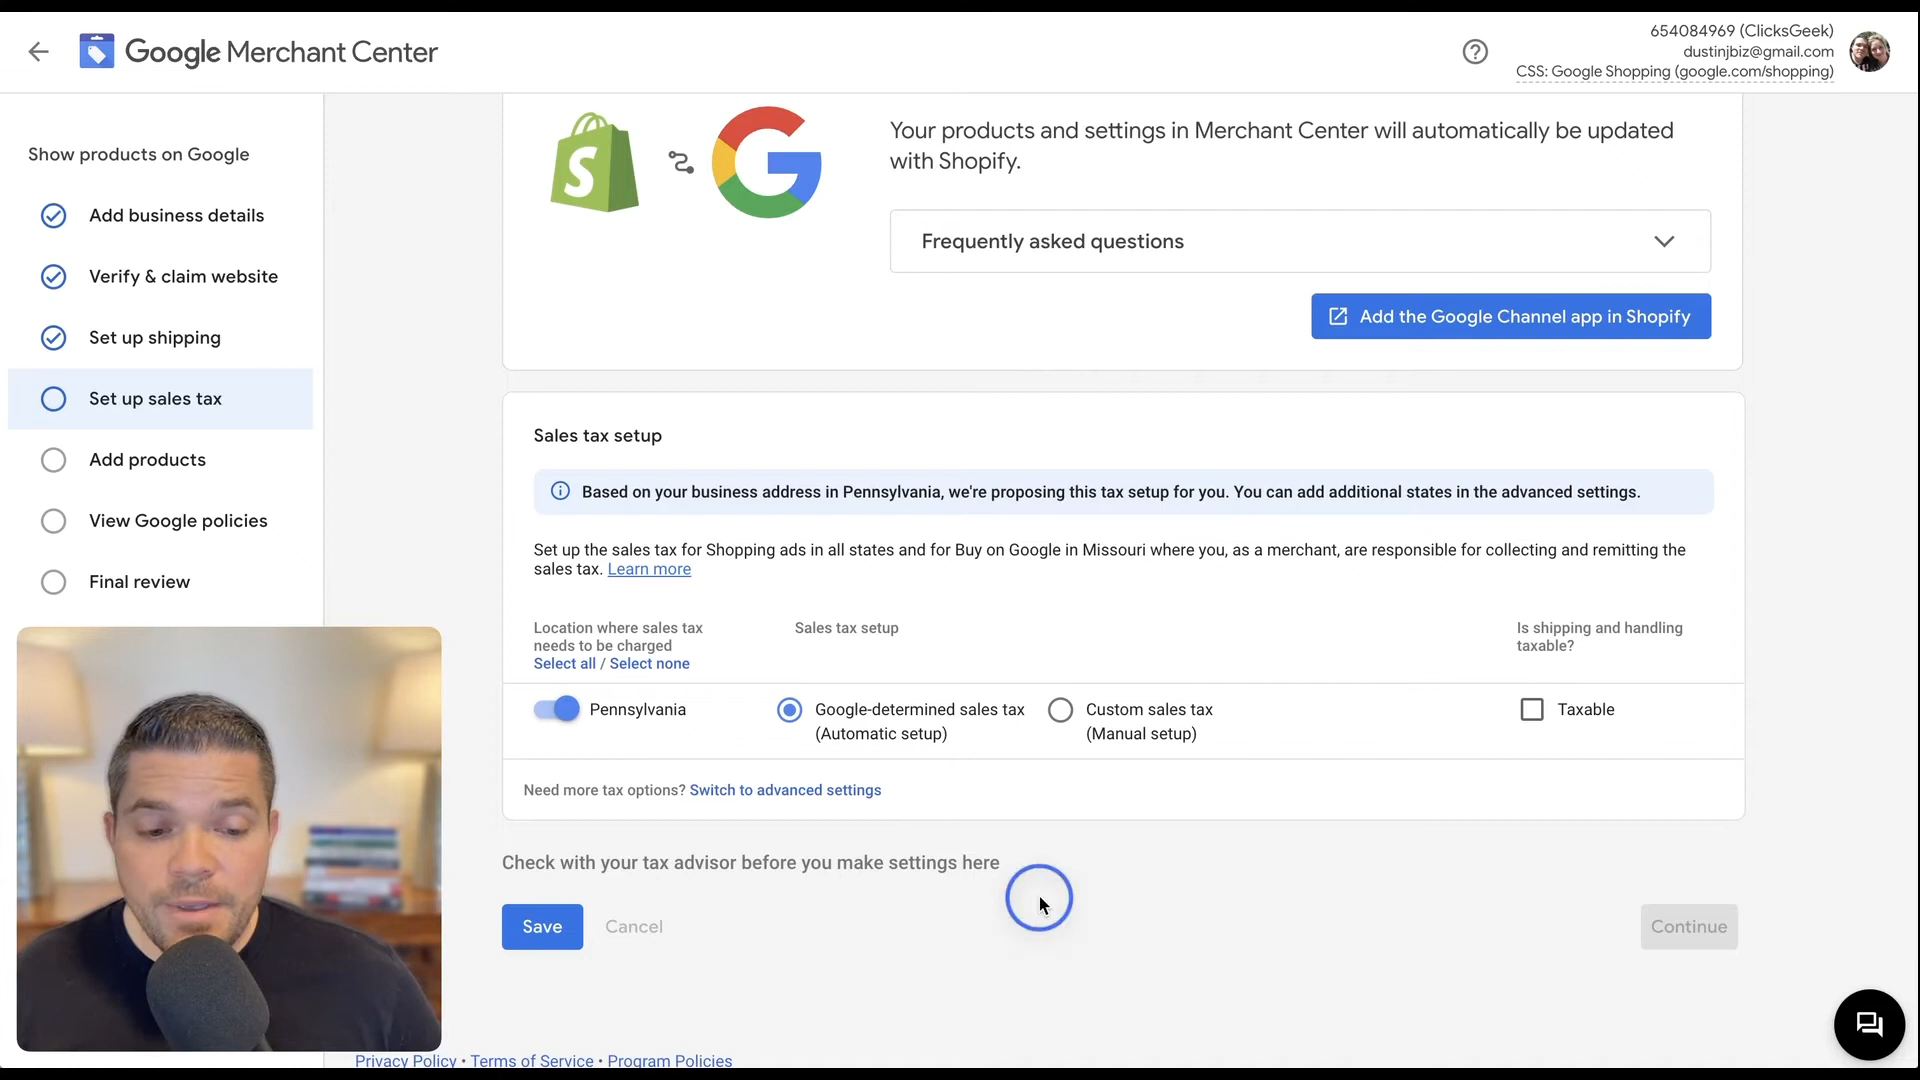 Google Merchant Center
654084969 (ClicksGeek)
dustinjbiz@gmail.com
CSS: Google Shopping (google.com/shopping)
Show products on Google
Add business details
Verify & claim website
Set up shipping
Set up sales tax
Add products
View Google policies
Final review
Your products and settings in Merchant Center will automatically be updated
with Shopify.
Frequently asked questions
Add the Google Channel app in Shopify
Sales tax setup
Based on your business address in Pennsylvania, we're proposing this tax setup for you. You can add additional states in the advanced settings.
Set up the sales tax for Shopping ads in all states and for Buy on Google in Missouri where you, as a merchant, are responsible for collecting and remitting the
sales tax. Learn more
Location where sales tax
needs to be charged
Select all / Select none
Sales tax setup
Is shipping and handling
taxable?
Pennsylvania
Google-determined sales tax
(Automatic setup)
Custom sales tax
(Manual setup)
Taxable
Need more tax options? Switch to advanced settings
Check with your tax advisor before you make settings here
Save
Cancel
Continue
Privacy Policy • Terms of Service • Program Policies